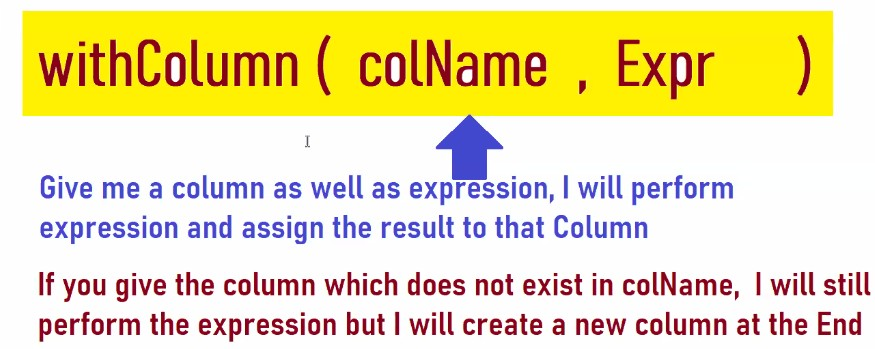 withColumn ( colName , Expr )
Give me a column as well as expression, I will perform
expression and assign the result to that Column
If you give the column which does not exist in colName, I will still
perform the expression but I will create a new column at the End